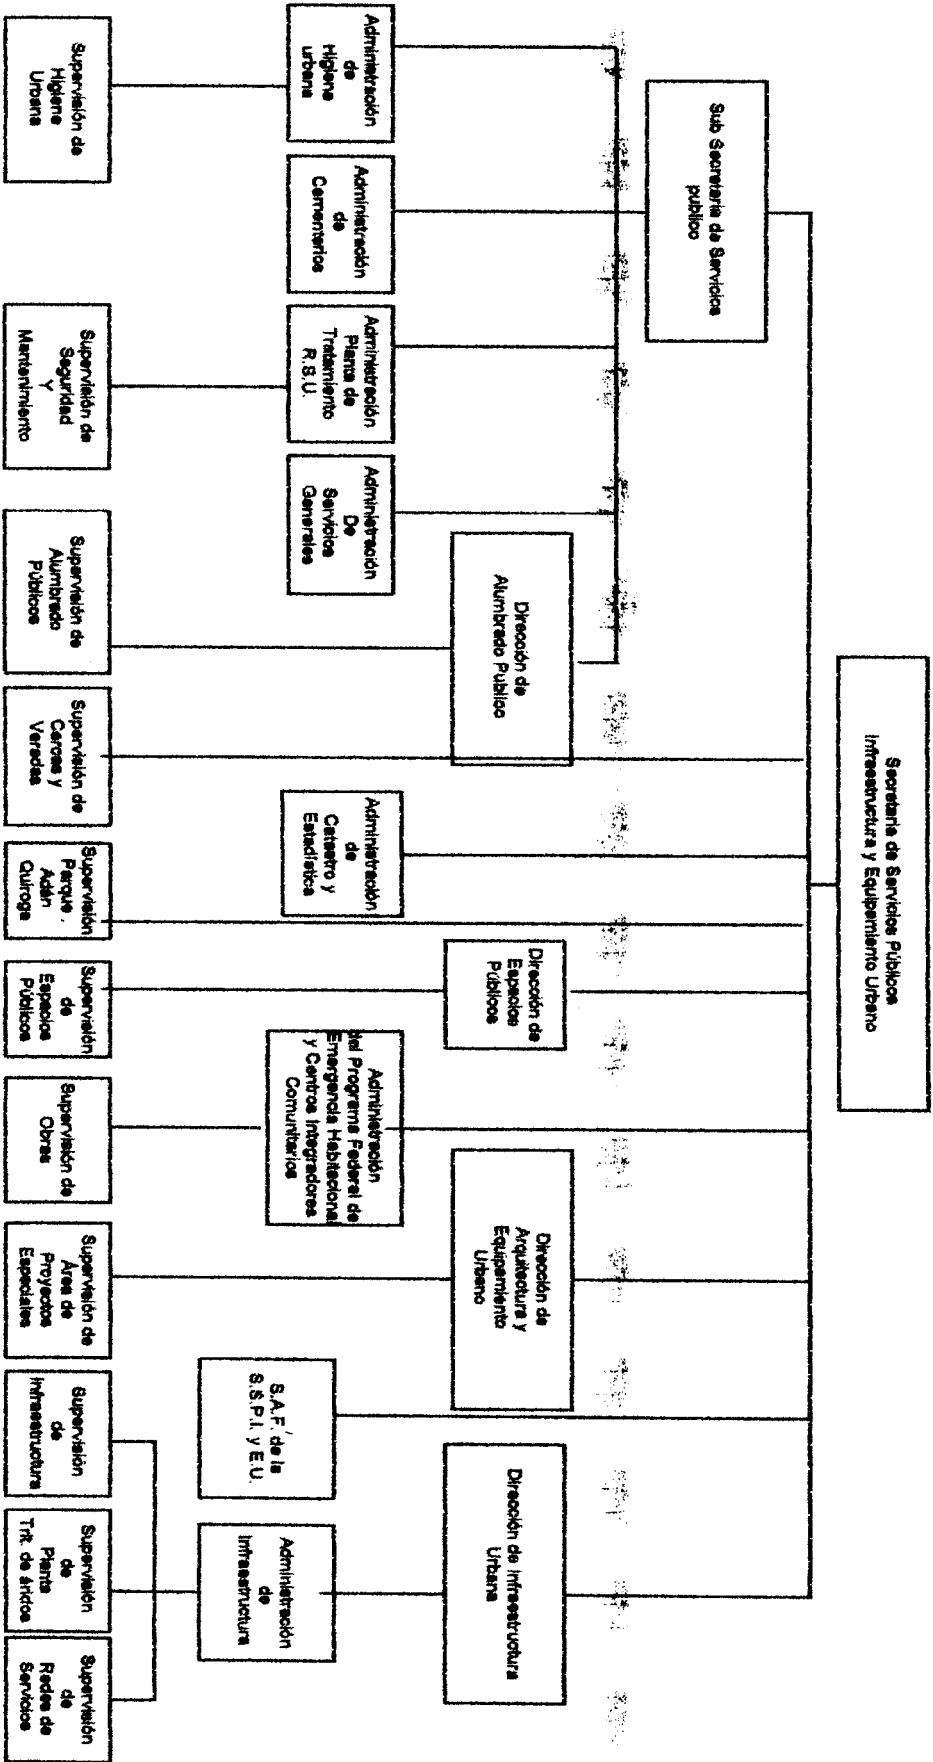 Secretaria de Servicios Públicos
Infraestructura y Equipamiento Urbano
Sub Secretaria de Servicios
publico
Dirección de
Alumbrado Publico
Dirección de
Espacios
Públicos
Dirección de
Arquitectura y
Equipamiento
Urbano
Dirección de Infraestructura
Urbana
Administración
de
Higiene
urbana
Administración
de
Cementerios
Administración
Planta de
Tratamiento
R.S.U.
Administración
De
Servicios
Generales
Administración
de
Catastro y
Estadística
Administración
del Programa Federal de
Emergencia Habitacional
y Centros Integradores
Comunitarios
S.A.F. de la
S.S.P.I. y E.U.
Administración
de
Infraestructura
Supervisión de
Higiene
Urbana
Supervisión de
Seguridad
Y
Mantenimiento
Supervisión de
Alumbrado
Públicos
Supervisión de
Cercas y
Veredas
Supervisión
Parque .
Adán
Quiroga
Supervisión
de
Espacios
Públicos
Supervisión de
Obras
Supervisión de
Área de
Proyectos
Especiales
Supervisión
de
Infraestructura
Supervisión
de
Planta
Trit. de áridos
Supervisión
de
Redes de
Servicios